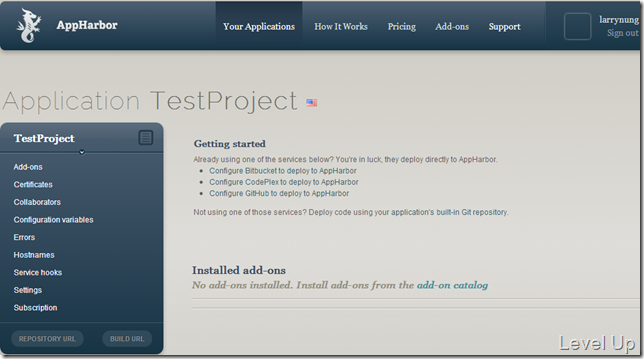 AppHarbor
Your Applications How It Works Pricing Add-ons Support
larrynung
Sign out
Application TestProject
TestProject
Add-ons
Certificates
Collaborators
Configuration variables
Errors
Hostnames
Service hooks
Settings
Subscription
REPOSITORY URL BUILD URL
Getting started
Already using one of the services below? You're in luck, they deploy directly to AppHarbor.
Configure Bitbucket to deploy to AppHarbor
Configure CodePlex to deploy to AppHarbor
Configure GitHub to deploy to AppHarbor
Not using one of those services? Deploy code using your application's built-in Git repository.
Installed add-ons
No add-ons installed. Install add-ons from the add-on catalog
Level Up